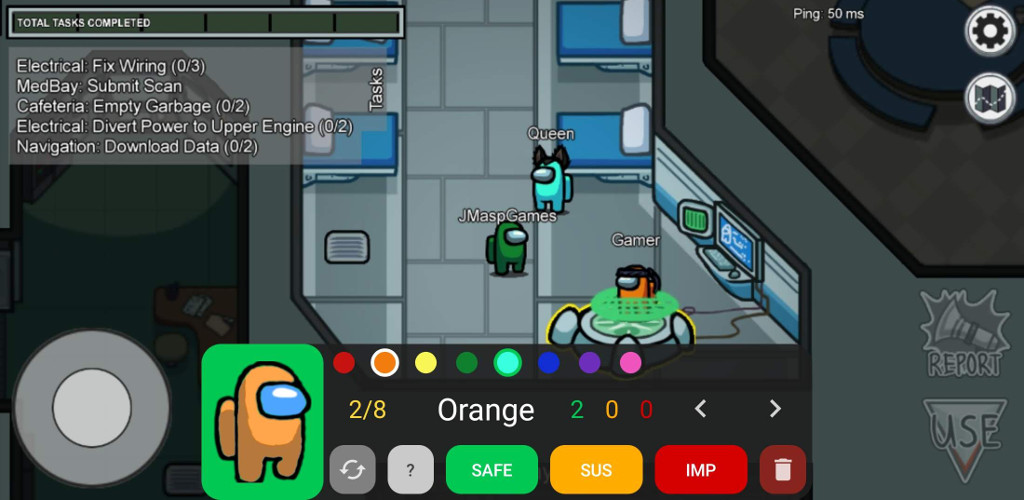 TOTAL TASKS COMPLETED
Ping: 50 ms
Electrical: Fix Wiring (0/3)
MedBay: Submit Scan
Cafeteria: Empty Garbage (0/2)
Electrical: Divert Power to Upper Engine (0/2)
Navigation: Download Data (0/2)
Tasks
Queen
JMaspGames
Gamer
REPORT
2/8 Orange 2 0 0
? SAFE SUS IMP
USE